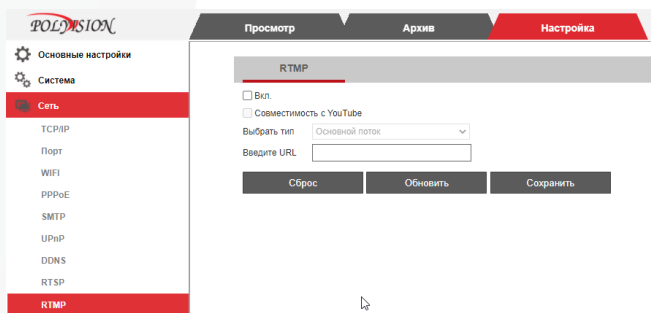 POLYVISION
Просмотр
Архив
Настройка
Основные настройки
Система
Сеть
TCP/IP
Порт
WIFI
PPPoE
SMTP
UPnP
DDNS
RTSP
RTMP
RTMP
Вкл.
Совместимость с YouTube
Выбрать тип Основной поток
Введите URL
Сброс
Обновить
Сохранить